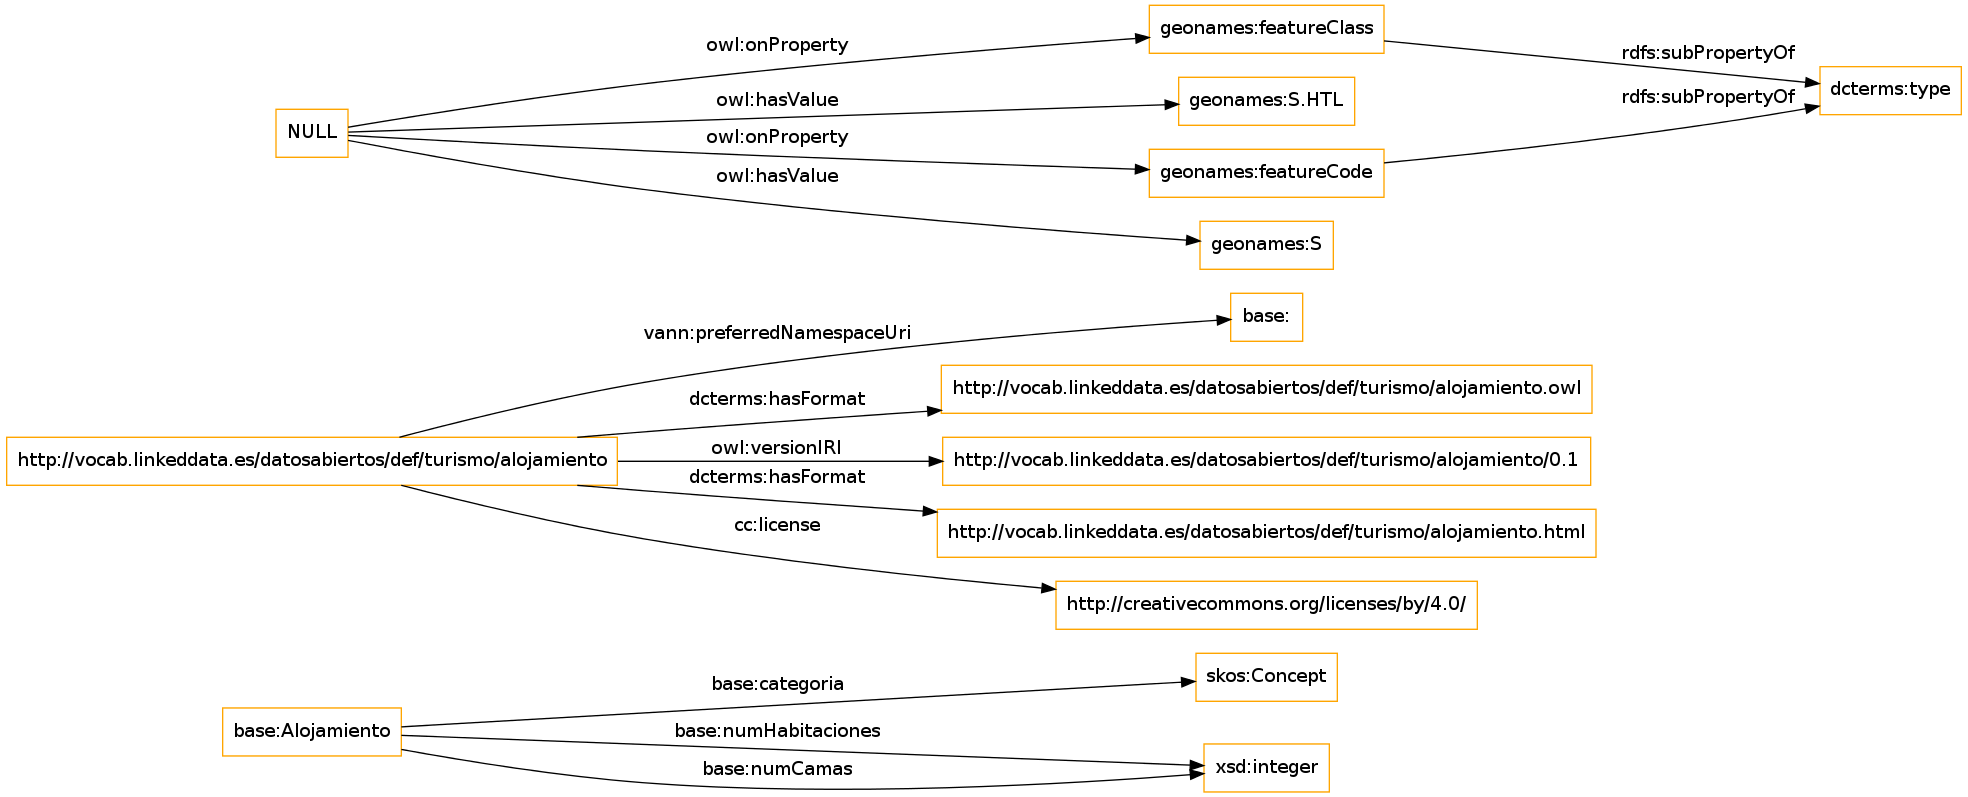 geonames:featureClass
owl:onProperty
rdfs:subPropertyOf
dcterms:type
owl:hasValue
geonames:S.HTL
rdfs:subPropertyOf
NULL
owl:onProperty
geonames:featureCode
owl:hasValue
geonames:S
base:
vann:preferredNamespaceUri
http://vocab.linkeddata.es/datosabiertos/def/turismo/alojamiento.owl
dcterms:hasFormat
owl:versionIRI
http://vocab.linkeddata.es/datosabiertos/def/turismo/alojamiento
http://vocab.linkeddata.es/datosabiertos/def/turismo/alojamiento/0.1
dcterms:hasFormat
http://vocab.linkeddata.es/datosabiertos/def/turismo/alojamiento.html
cc:license
http://creativecommons.org/licenses/by/4.0/
skos:Concept
base:categoria
base:Alojamiento
base:numHabitaciones
base:numCamas
xsd:integer